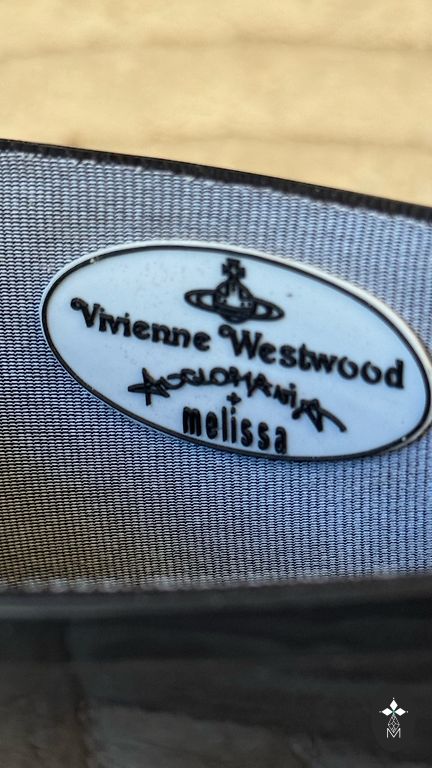 Vivienne Westwood
ANGLOMANIA
+
melissa
M